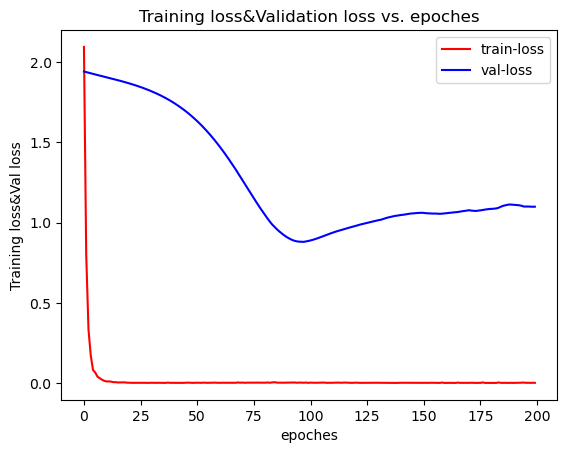 Training loss&Validation loss vs. epoches
train-loss
val-loss
Training loss&Val loss
2.0
1.5
1.0
0.5
0.0
0 25 50 75 100 125 150 175 200
epoches